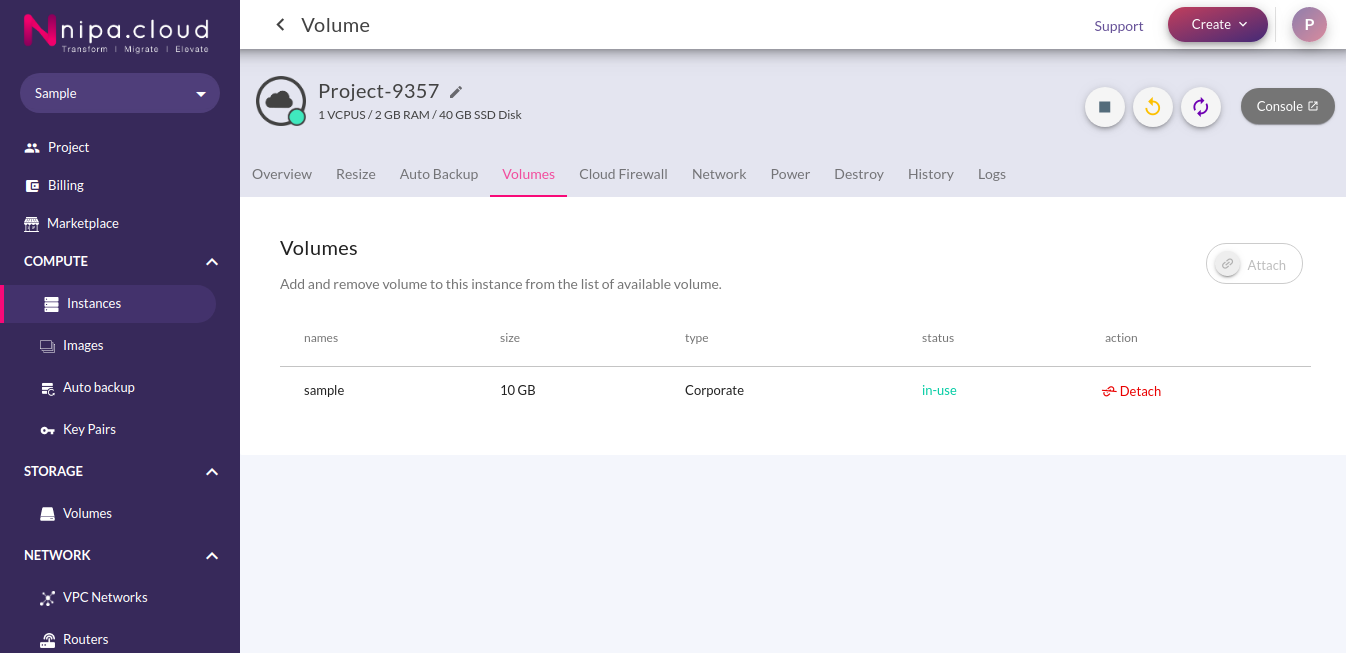 nipa.cloud
Transform | Migrate | Elevate
Sample
Project
Billing
Marketplace
COMPUTE
Instances
Images
Auto backup
Key Pairs
STORAGE
Volumes
NETWORK
VPC Networks
Routers
Volume
Support
Create
P
Project-9357
1 VCPUS / 2 GB RAM / 40 GB SSD Disk
Console
Overview Resize Auto Backup Volumes Cloud Firewall Network Power Destroy History Logs
Volumes
Add and remove volume to this instance from the list of available volume.
Attach
names size type status action
sample 10 GB Corporate in-use Detach